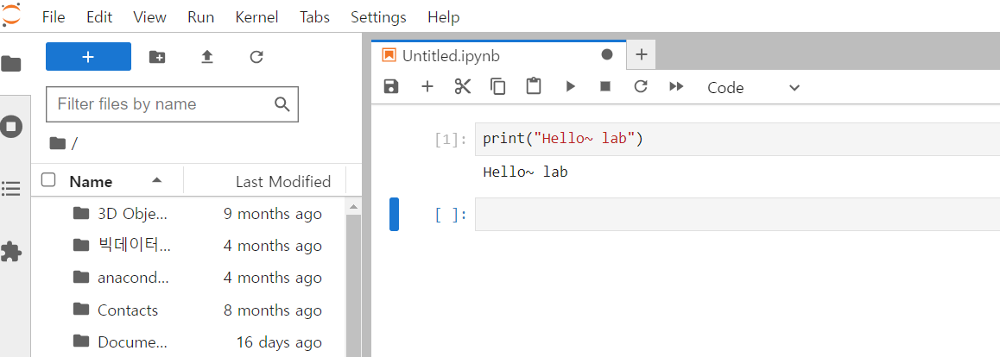 File Edit View Run Kernel Tabs Settings Help
Untitled.ipynb
Code
Filter files by name
/
Name Last Modified
3D Obje... 9 months ago
빅데이터... 4 months ago
anacond... 4 months ago
Contacts 8 months ago
Docume... 16 days ago
[1]: print("Hello~ lab")
Hello~ lab
[ ]: